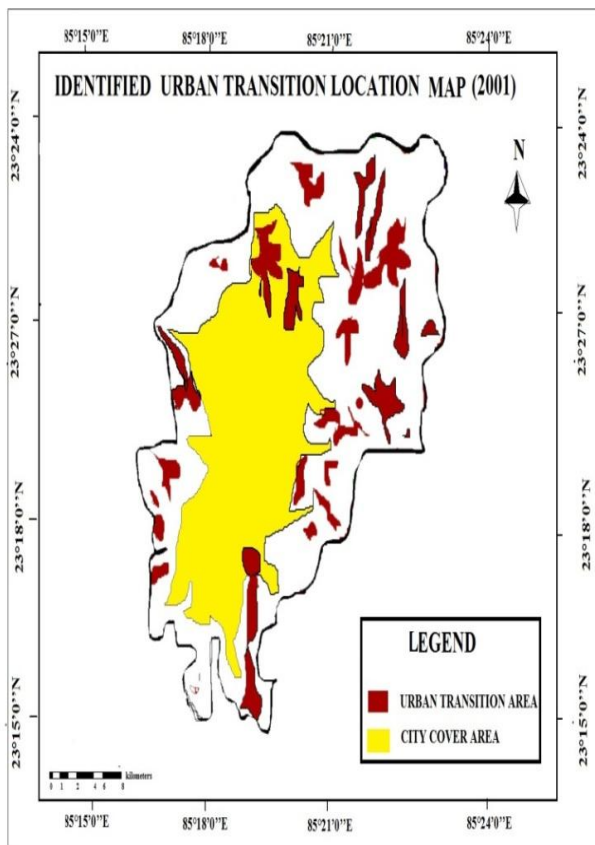 85°15'0"E 85°18'0"E 85°21'0"E 85°24'0"E
IDENTIFIED URBAN TRANSITION LOCATION MAP (2001)
23°24'0''N 23°24'0''N
N
23°27'0''N 23°27'0''N
23°18'0''N 23°18'0''N
LEGEND
URBAN TRANSITION AREA
CITY COVER AREA
23°15'0''N 23°15'0''N
kilometers
0 1 2 4 6 8
85°15'0"E 85°18'0"E 85°21'0"E 85°24'0"E